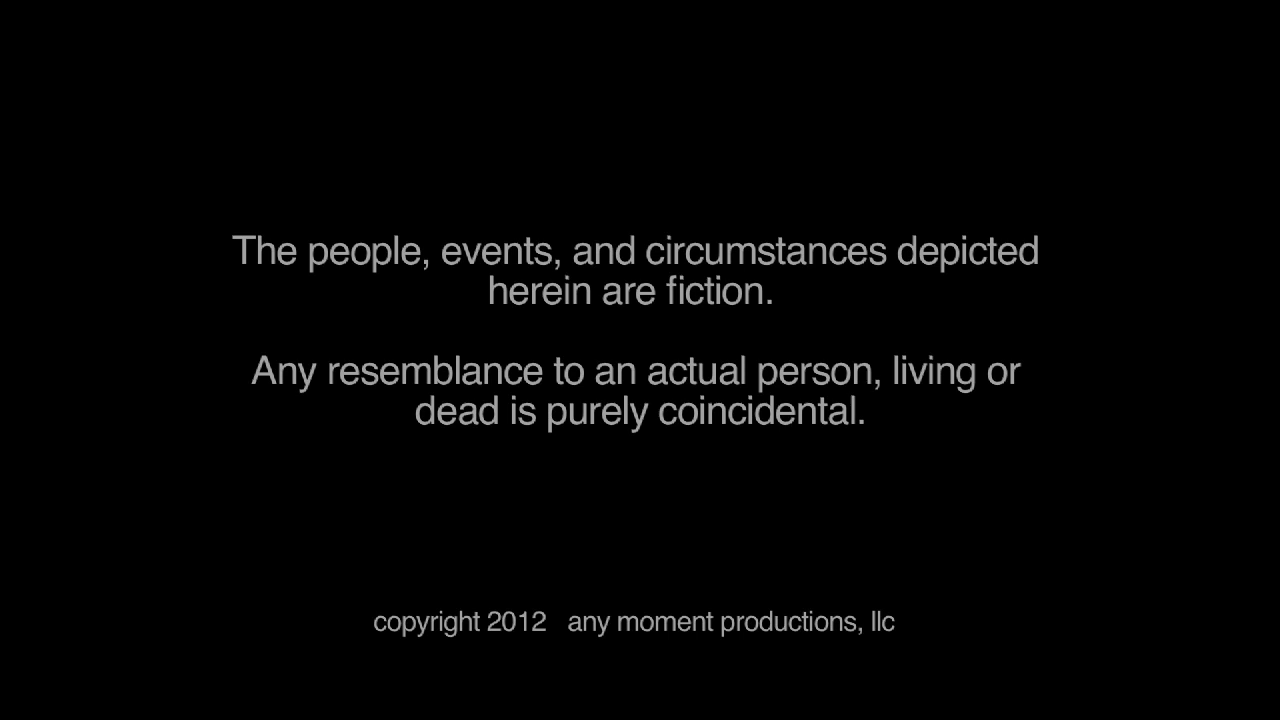 The people, events, and circumstances depicted
herein are fiction.
Any resemblance to an actual person, living or
dead is purely coincidental.
copyright 2012 any moment productions, llc